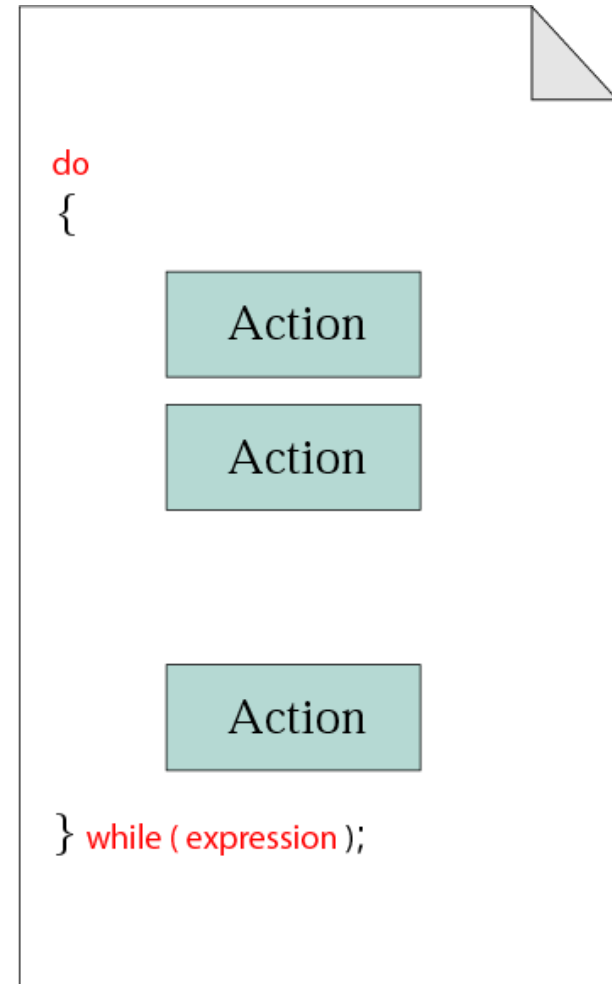 do
{
Action
Action
Action
} while ( expression );